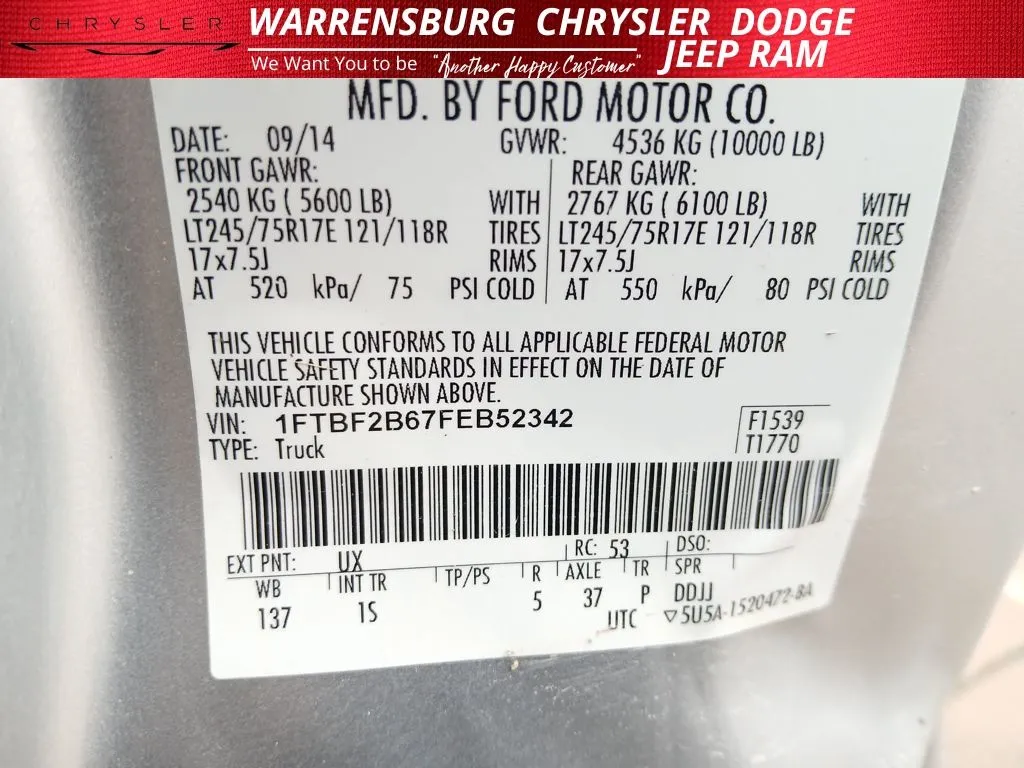 CHRYSLER
WARRENSBURG CHRYSLER DODGE
JEEP RAM
We Want You to be "Another Happy Customer"
MFD. BY FORD MOTOR CO.
DATE: 09/14 GVWR: 4536 KG (10000 LB)
FRONT GAWR: REAR GAWR:
2540 KG ( 5600 LB) WITH 2767 KG ( 6100 LB) WITH
LT245/75R17E 121/118R TIRES LT245/75R17E 121/118R TIRES
17x7.5J RIMS 17x7.5J RIMS
AT 520 kPa/ 75 PSI COLD AT 550 kPa/ 80 PSI COLD
THIS VEHICLE CONFORMS TO ALL APPLICABLE FEDERAL MOTOR
VEHICLE SAFETY STANDARDS IN EFFECT ON THE DATE OF
MANUFACTURE SHOWN ABOVE.
VIN: 1FTBF2B67FEB52342 F1539
TYPE: Truck T1770
EXT PNT: UX RC: 53 DSO:
WB INT TR TP/PS R AXLE TR SPR
137 1S 5 37 P DDJJ
UTC ▽5U5A-1520472-BA